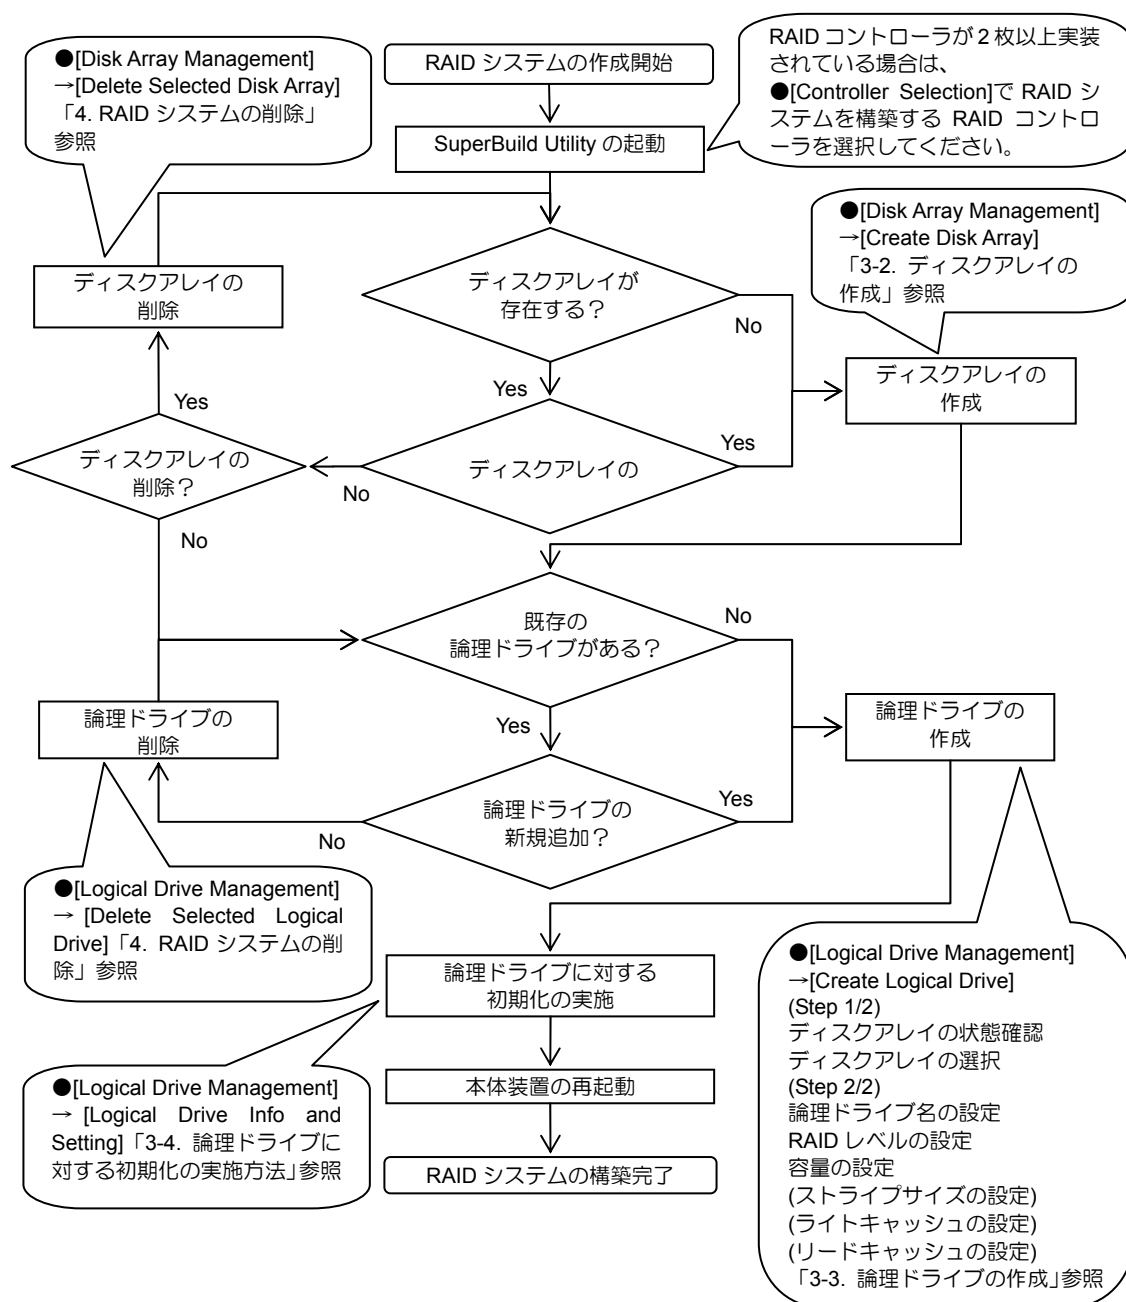 ●[Disk Array Management]
→[Delete Selected Disk Array]
「4. RAID システムの削除」
参照
RAID システムの作成開始
RAID コントローラが 2 枚以上実装
されている場合は、
●[Controller Selection]で RAID シ
ステムを構築する RAID コントロ
ーラを選択してください。
SuperBuild Utility の起動
●[Disk Array Management]
→[Create Disk Array]
「3-2. ディスクアレイの
作成」参照
ディスクアレイの
削除
ディスクアレイが
存在する?
No
Yes
ディスクアレイの
作成
Yes
ディスクアレイの
削除?
No
ディスクアレイの
Yes
No
既存の
論理ドライブがある?
No
Yes
論理ドライブの
削除
論理ドライブの
作成
論理ドライブの
新規追加?
Yes
No
●[Logical Drive Management]
→ [Delete Selected Logical
Drive]「4. RAID システムの削
除」参照
論理ドライブに対する
初期化の実施
●[Logical Drive Management]
→[Create Logical Drive]
(Step 1/2)
ディスクアレイの状態確認
ディスクアレイの選択
(Step 2/2)
論理ドライブ名の設定
RAID レベルの設定
容量の設定
(ストライプサイズの設定)
(ライトキャッシュの設定)
(リードキャッシュの設定)
「3-3. 論理ドライブの作成」参照
●[Logical Drive Management]
→ [Logical Drive Info and
Setting]「3-4. 論理ドライブに
対する初期化の実施方法」参照
本体装置の再起動
RAID システムの構築完了